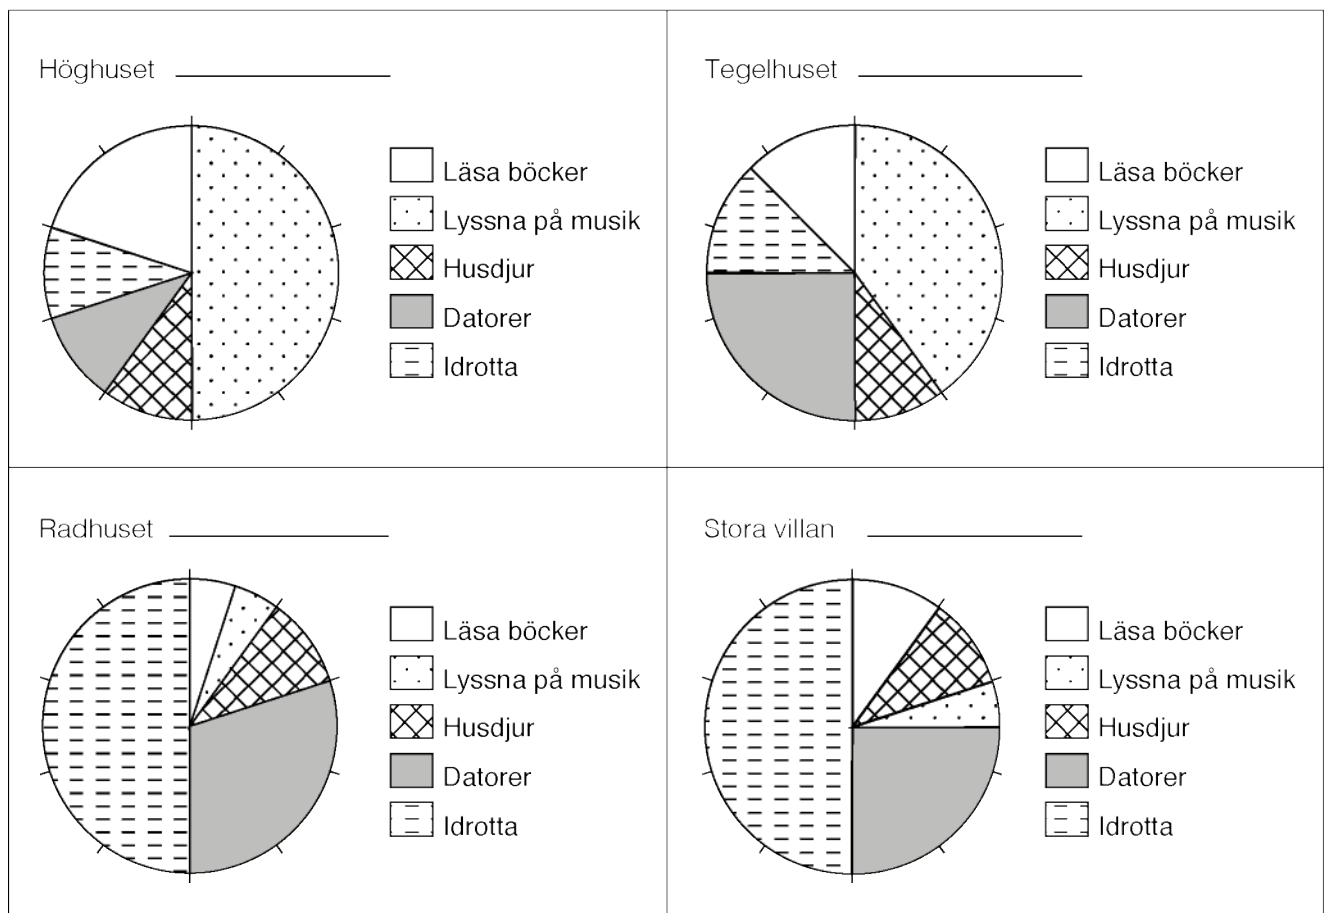 Höghuset
Läsa böcker
Lyssna på musik
Husdjur
Datorer
Idrotta
Tegelhuset
Läsa böcker
Lyssna på musik
Husdjur
Datorer
Idrotta
Radhuset
Läsa böcker
Lyssna på musik
Husdjur
Datorer
Idrotta
Stora villan
Läsa böcker
Lyssna på musik
Husdjur
Datorer
Idrotta